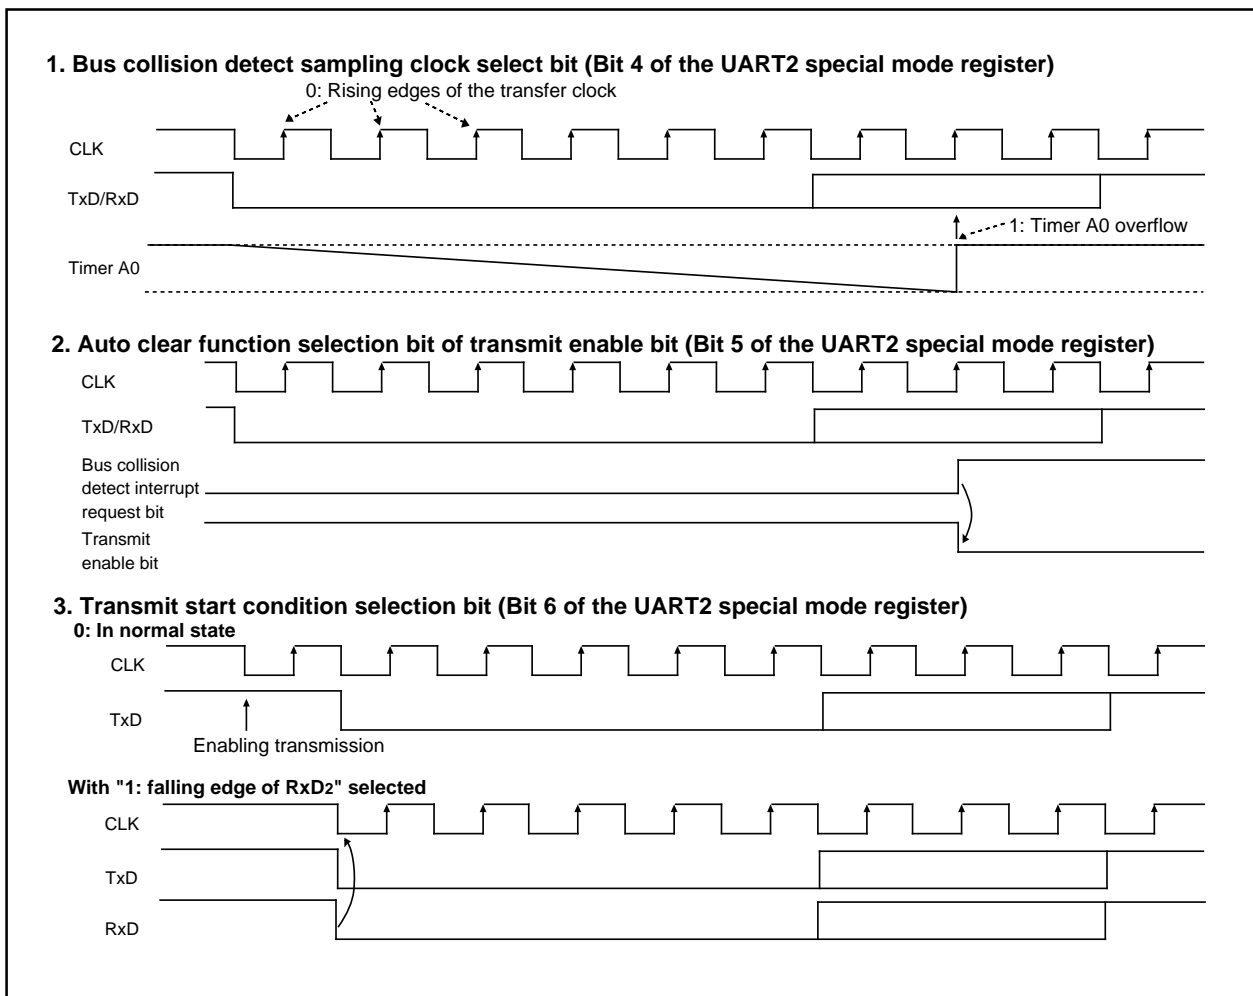 1. Bus collision detect sampling clock select bit (Bit 4 of the UART2 special mode register)
0: Rising edges of the transfer clock
CLK
TxD/RxD
1: Timer A0 overflow
Timer A0
2. Auto clear function selection bit of transmit enable bit (Bit 5 of the UART2 special mode register)
CLK
TxD/RxD
Bus collision
detect interrupt
request bit
Transmit
enable bit
3. Transmit start condition selection bit (Bit 6 of the UART2 special mode register)
0: In normal state
CLK
TxD
Enabling transmission
With "1: falling edge of RxD2" selected
CLK
TxD
RxD